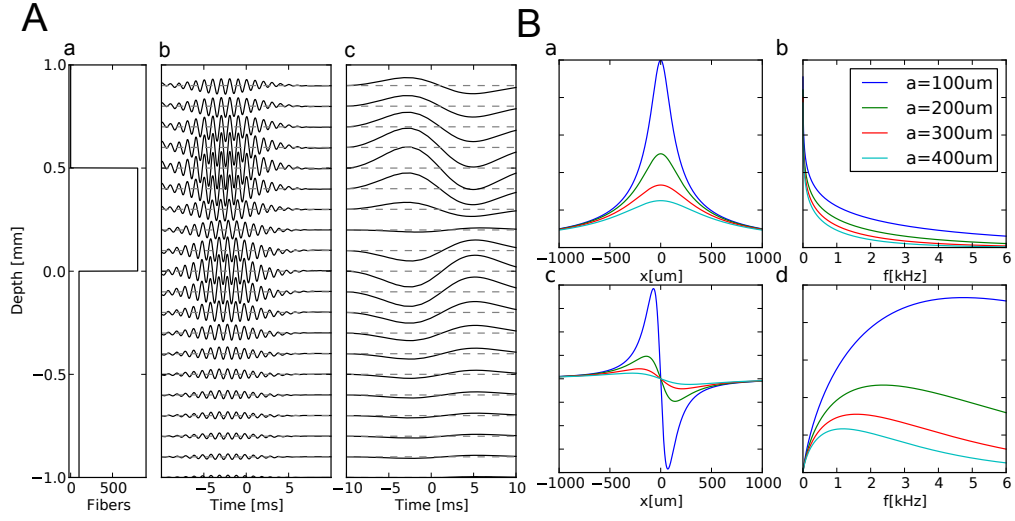 A
a
b
c
1.0
0.5
0.0
−0.5
−1.0
Depth [mm]
0
500
Fibers
−5
0
5
Time [ms]
−10
−5
0
5
10
Time [ms]
B
a
−1000
−500
0
500
1000
x[um]
b
a=100um
a=200um
a=300um
a=400um
0
1
2
3
4
5
6
f[kHz]
c
−1000
−500
0
500
1000
x[um]
d
0
1
2
3
4
5
6
f[kHz]